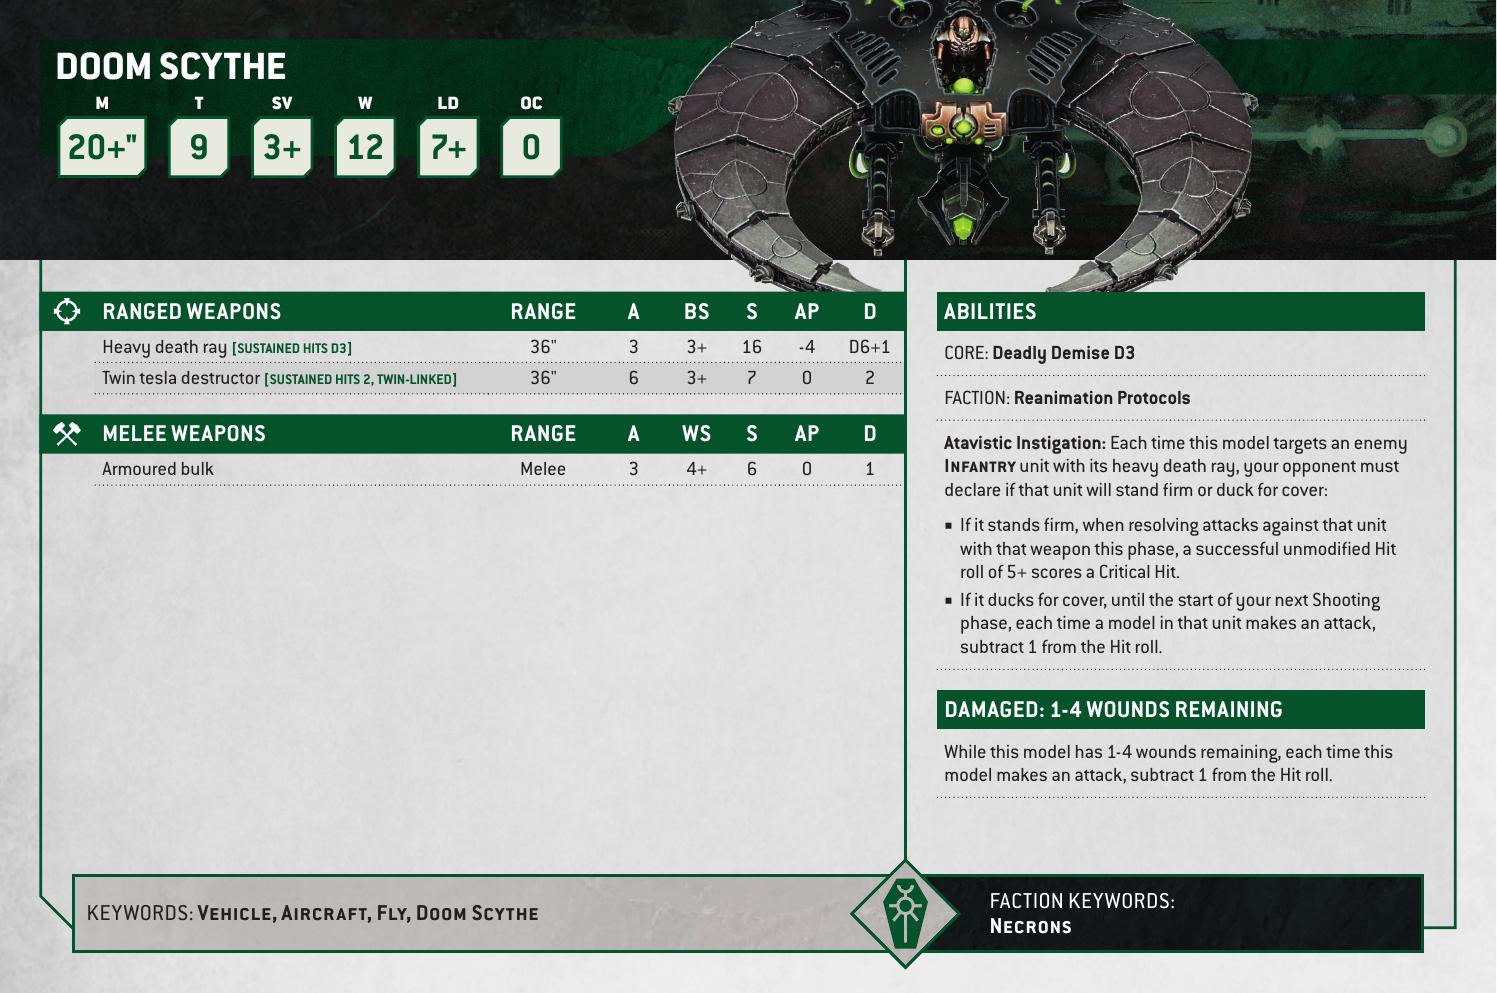 DOOM SCYTHE
M T SV W LD OC
20+" 9 3+ 12 7+ 0
RANGED WEAPONS RANGE A BS S AP D
Heavy death ray [SUSTAINED HITS D3] 36" 3 3+ 16 -4 D6+1
Twin tesla destructor [SUSTAINED HITS 2, TWIN-LINKED] 36" 6 3+ 7 0 2
MELEE WEAPONS RANGE A WS S AP D
Armoured bulk Melee 3 4+ 6 0 1
ABILITIES
CORE: Deadly Demise D3
FACTION: Reanimation Protocols
Atavistic Instigation: Each time this model targets an enemy
INFANTRY unit with its heavy death ray, your opponent must
declare if that unit will stand firm or duck for cover:
▪ If it stands firm, when resolving attacks against that unit
with that weapon this phase, a successful unmodified Hit
roll of 5+ scores a Critical Hit.
▪ If it ducks for cover, until the start of your next Shooting
phase, each time a model in that unit makes an attack,
subtract 1 from the Hit roll.
DAMAGED: 1-4 WOUNDS REMAINING
While this model has 1-4 wounds remaining, each time this
model makes an attack, subtract 1 from the Hit roll.
KEYWORDS: VEHICLE, AIRCRAFT, FLY, DOOM SCYTHE
FACTION KEYWORDS:
NECRONS